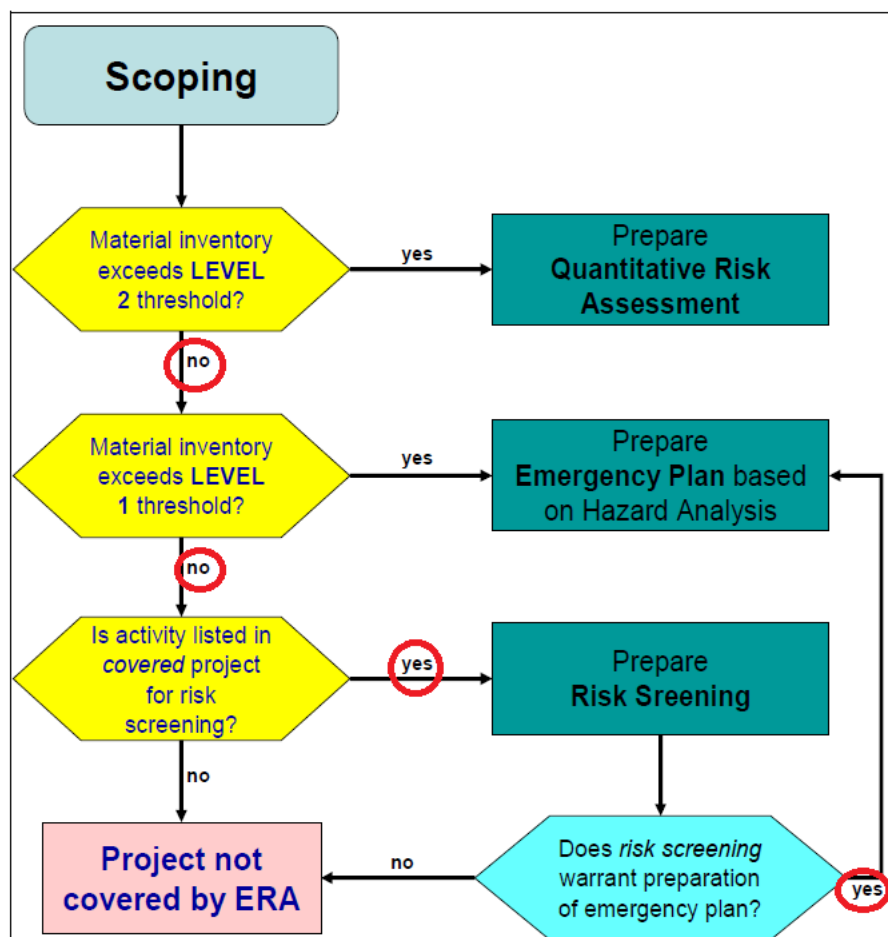 Scoping
Material inventory
exceeds LEVEL
2 threshold?
yes
Prepare
Quantitative Risk
Assessment
no
Material inventory
exceeds LEVEL
1 threshold?
yes
Prepare
Emergency Plan based
on Hazard Analysis
no
Is activity listed in
covered project
for risk
screening?
yes
Prepare
Risk Sreening
no
Project not
covered by ERA
no
Does risk screening
warrant preparation
of emergency plan?
yes